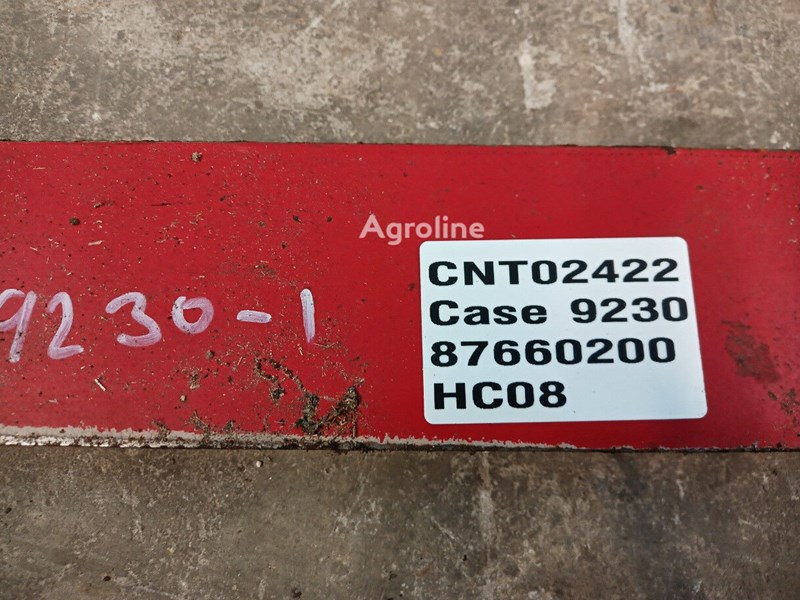 Agroline
CNT02422
Case 9230
87660200
HC08
9230-1